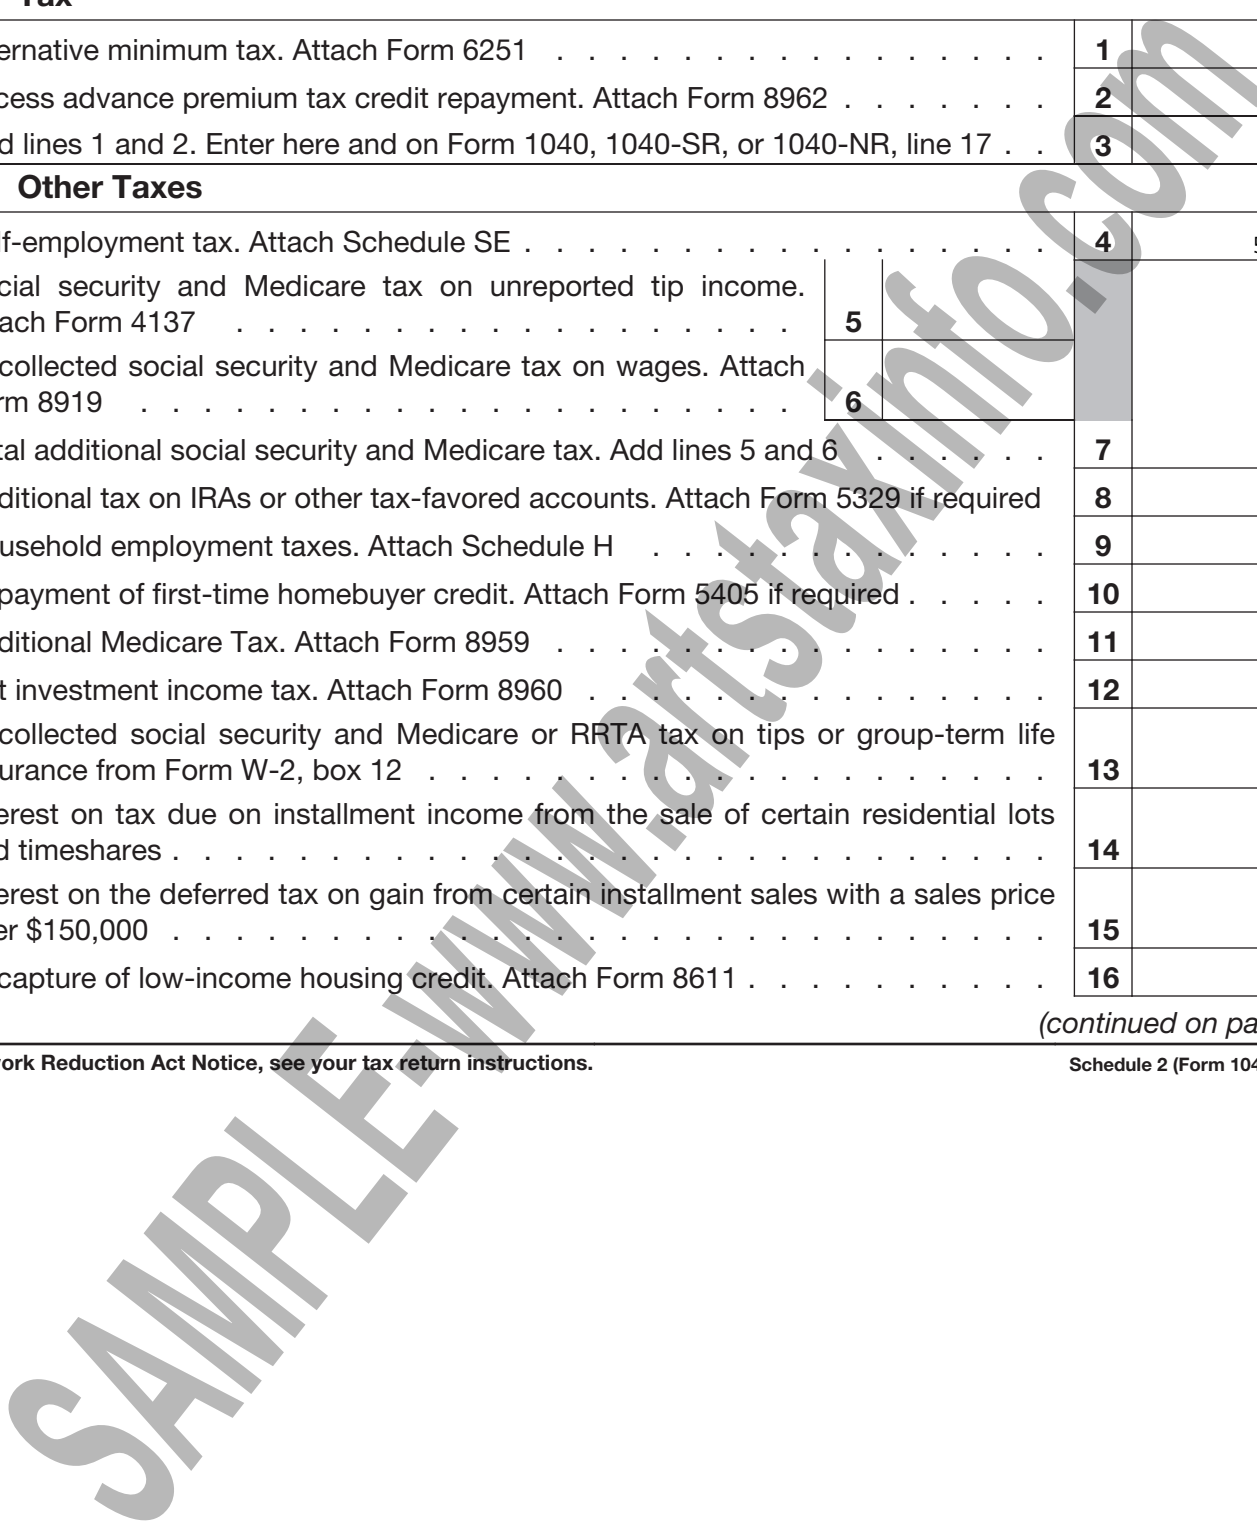 Tax
ernative minimum tax. Attach Form 6251 . . . . . . . . . . . . . . . . 1
cess advance premium tax credit repayment. Attach Form 8962 . . . . . . . 2
d lines 1 and 2. Enter here and on Form 1040, 1040-SR, or 1040-NR, line 17 . . 3
Other Taxes
lf-employment tax. Attach Schedule SE . . . . . . . . . . . . . . . . . 4
cial security and Medicare tax on unreported tip income.
ach Form 4137 . . . . . . . . . . . . . . . . . . 5
collected social security and Medicare tax on wages. Attach
rm 8919 . . . . . . . . . . . . . . . . . . . . . 6
tal additional social security and Medicare tax. Add lines 5 and 6 . . . . . . 7
ditional tax on IRAs or other tax-favored accounts. Attach Form 5329 if required 8
usehold employment taxes. Attach Schedule H . . . . . . . . . . . . . 9
payment of first-time homebuyer credit. Attach Form 5405 if required . . . . . 10
ditional Medicare Tax. Attach Form 8959 . . . . . . . . . . . . . . . . 11
t investment income tax. Attach Form 8960 . . . . . . . . . . . . . . . 12
collected social security and Medicare or RRTA tax on tips or group-term life
urance from Form W-2, box 12 . . . . . . . . . . . . . . . . . . . . 13
erest on tax due on installment income from the sale of certain residential lots
d timeshares . . . . . . . . . . . . . . . . . . . . . . . . . . . . 14
erest on the deferred tax on gain from certain installment sales with a sales price
er $150,000 . . . . . . . . . . . . . . . . . . . . . . . . . . . . 15
capture of low-income housing credit. Attach Form 8611 . . . . . . . . . . 16
(continued on pa
ork Reduction Act Notice, see your tax return instructions. Schedule 2 (Form 104
SAMPLE-www.artstaxinfo.com